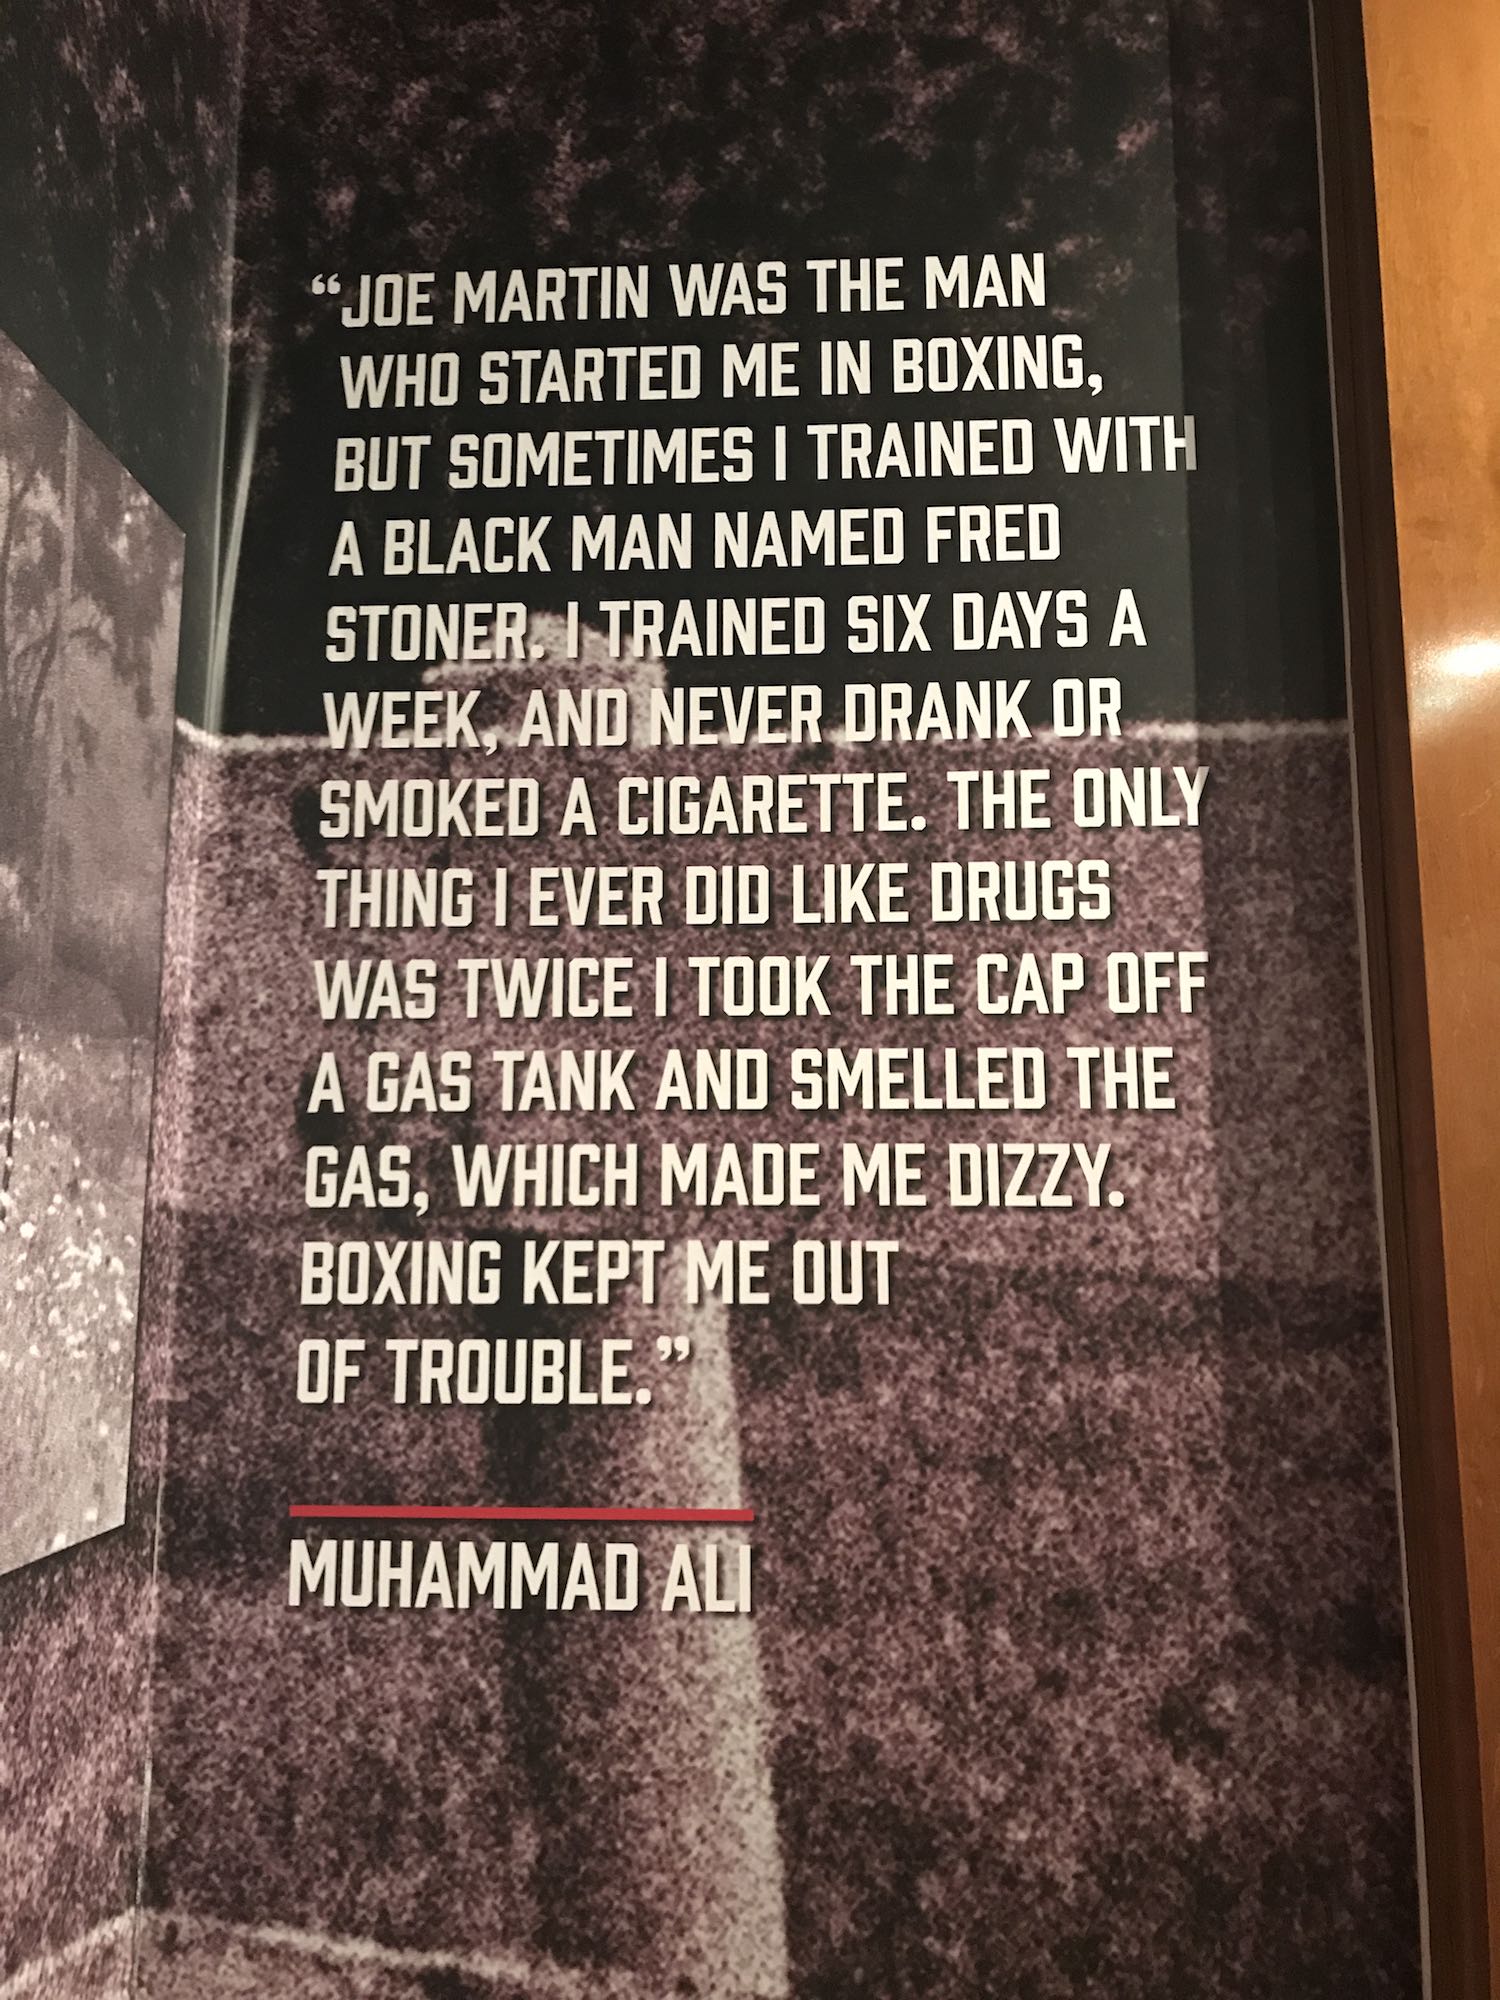 “JOE MARTIN WAS THE MAN
WHO STARTED ME IN BOXING,
BUT SOMETIMES I TRAINED WITH
A BLACK MAN NAMED FRED
STONER. I TRAINED SIX DAYS A
WEEK, AND NEVER DRANK OR
SMOKED A CIGARETTE. THE ONLY
THING I EVER DID LIKE DRUGS
WAS TWICE I TOOK THE CAP OFF
A GAS TANK AND SMELLED THE
GAS, WHICH MADE ME DIZZY.
BOXING KEPT ME OUT
OF TROUBLE.”
MUHAMMAD ALI